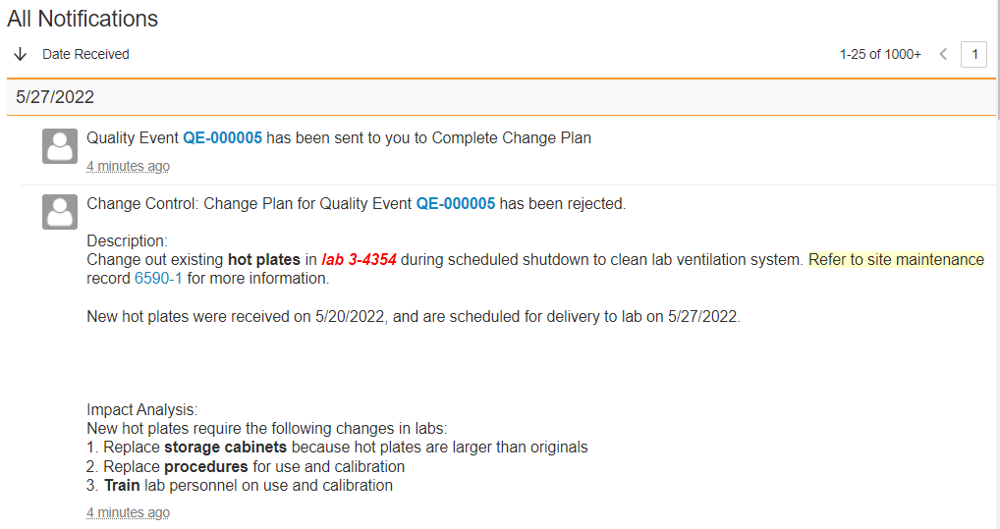 All Notifications
Date Received
1-25 of 1000+
1
5/27/2022
Quality Event QE-000005 has been sent to you to Complete Change Plan
4 minutes ago
Change Control: Change Plan for Quality Event QE-000005 has been rejected.
Description:
Change out existing hot plates in lab 3-4354 during scheduled shutdown to clean lab ventilation system. Refer to site maintenance
record 6590-1 for more information.
New hot plates were received on 5/20/2022, and are scheduled for delivery to lab on 5/27/2022.
Impact Analysis:
New hot plates require the following changes in labs:
1. Replace storage cabinets because hot plates are larger than originals
2. Replace procedures for use and calibration
3. Train lab personnel on use and calibration
4 minutes ago